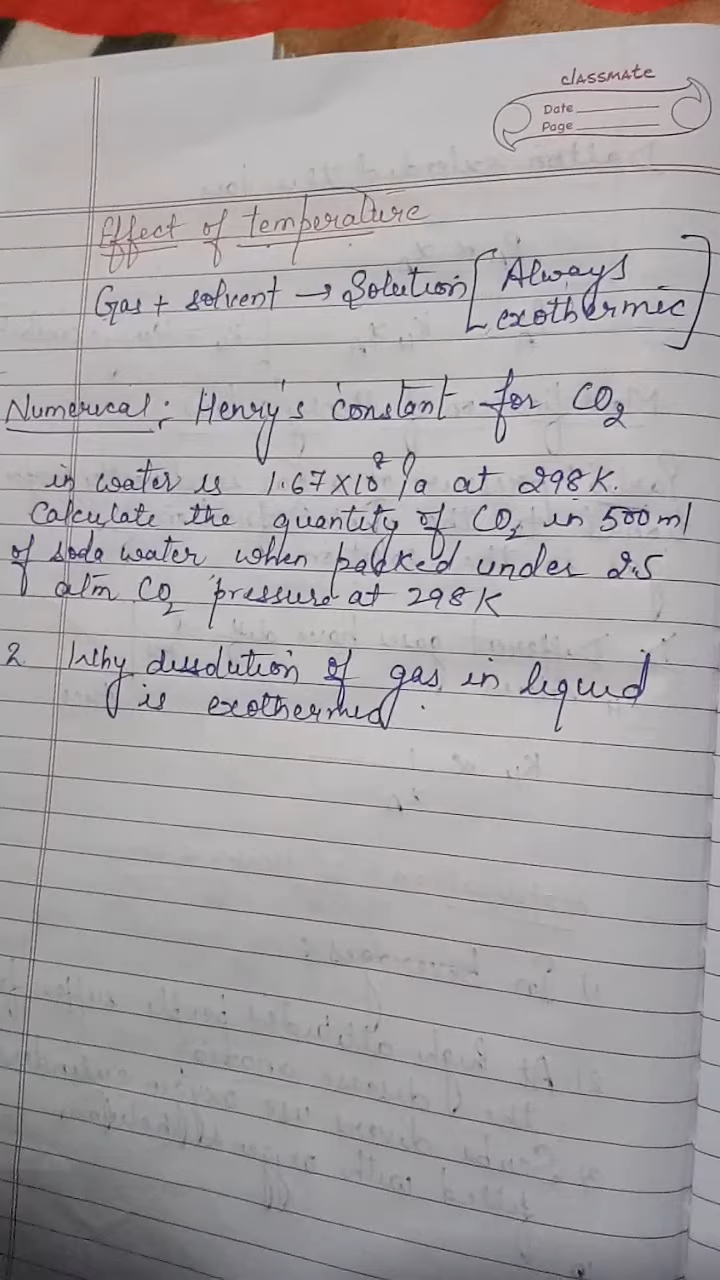 classmate
Date
Page
Effect of temperature
Gas + solvent → Solution [Always
exothermic]
Numerical: Henry's constant for CO2
in water is 1.67×10⁸ Pa at 298K.
Calculate the quantity of CO2 in 500ml
of soda water when packed under 2.5
atm CO2 pressure at 298K
2. Why dissolution of gas in liquid
is exothermic.